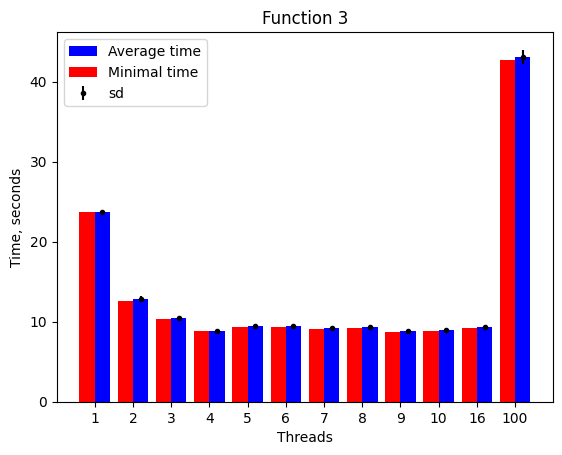 Function 3
Average time
Minimal time
sd
Time, seconds
40
30
20
10
0
1 2 3 4 5 6 7 8 9 10 16 100
Threads